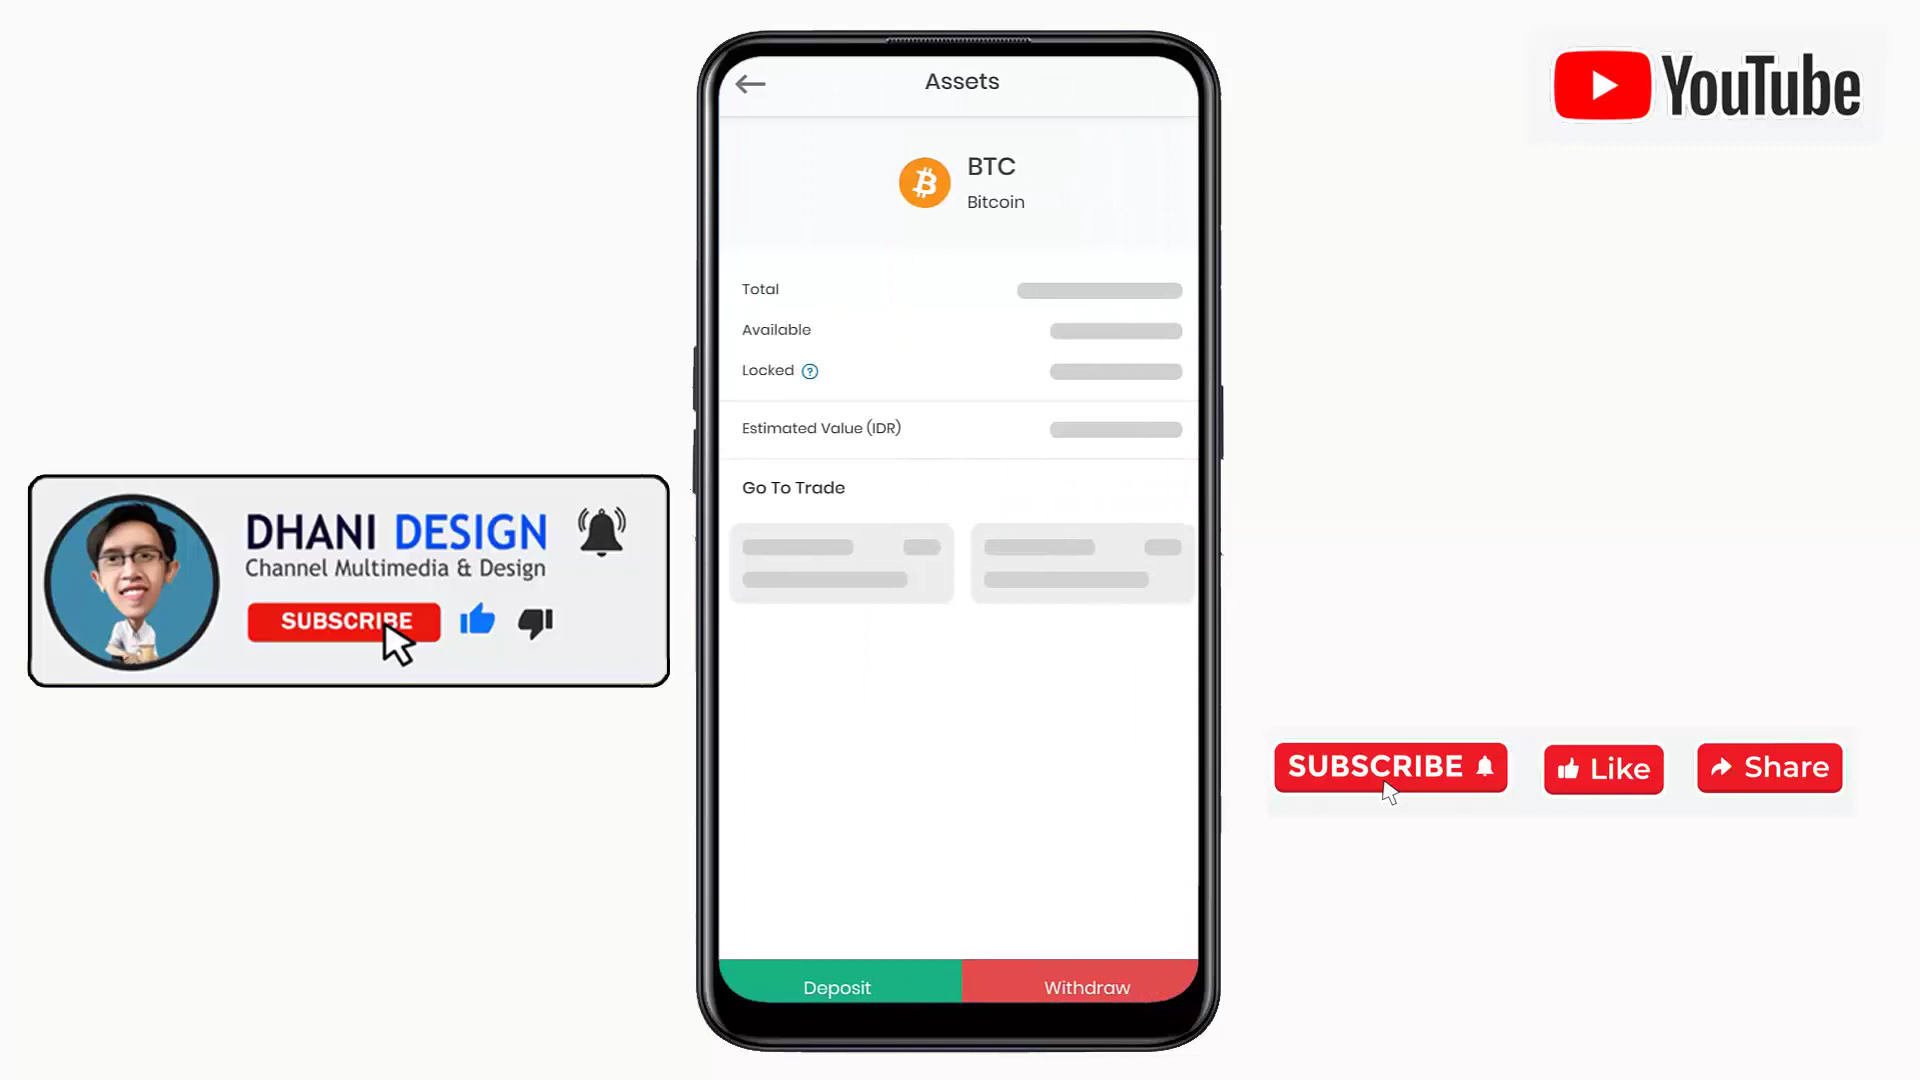 Assets
YouTube
BTC
Bitcoin
Total
Available
Locked ?
Estimated Value (IDR)
Go To Trade
DHANI DESIGN
Channel Multimedia & Design
SUBSCRIBE
SUBSCRIBE
Like
Share
Deposit
Withdraw